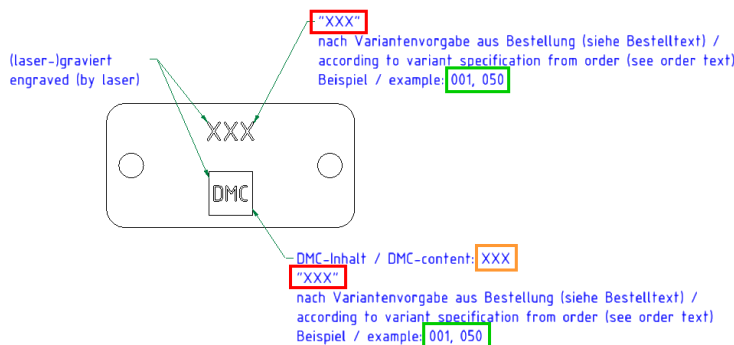 "XXX"
nach Variantenvorgabe aus Bestellung (siehe Bestelltext) /
according to variant specification from order (see order text)
Beispiel / example: 001, 050
(laser-)graviert
engraved (by laser)
XXX
DMC
DMC-Inhalt / DMC-content: XXX
"XXX"
nach Variantenvorgabe aus Bestellung (siehe Bestelltext) /
according to variant specification from order (see order text)
Beispiel / example: 001, 050